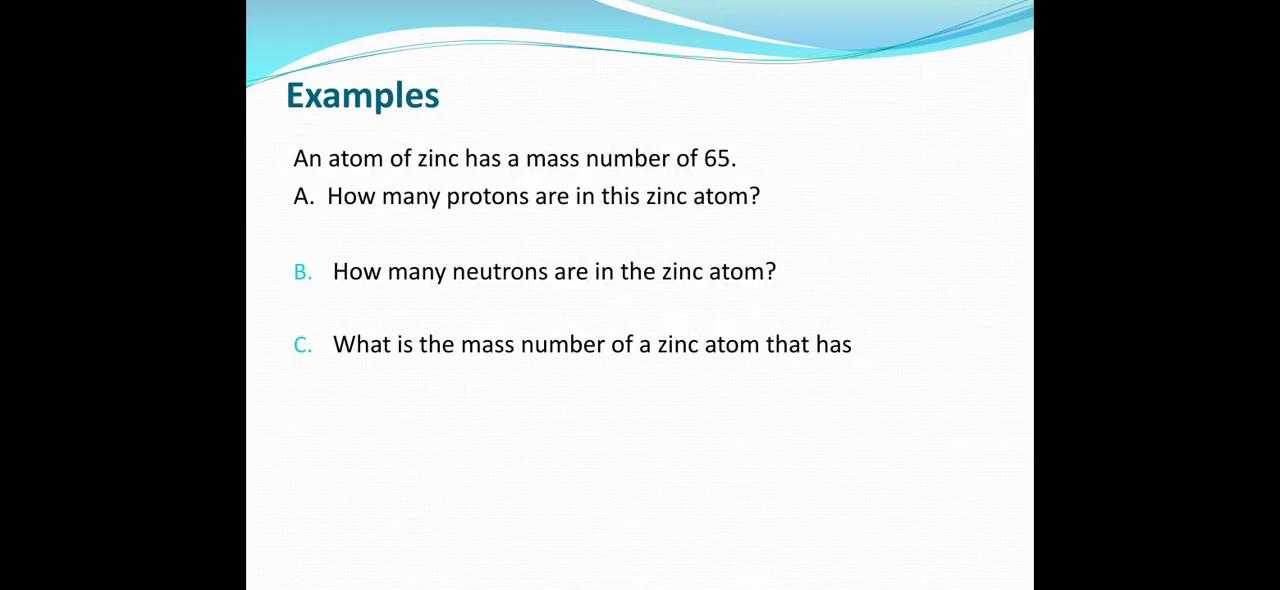 Examples
An atom of zinc has a mass number of 65.
A. How many protons are in this zinc atom?
B. How many neutrons are in the zinc atom?
C. What is the mass number of a zinc atom that has